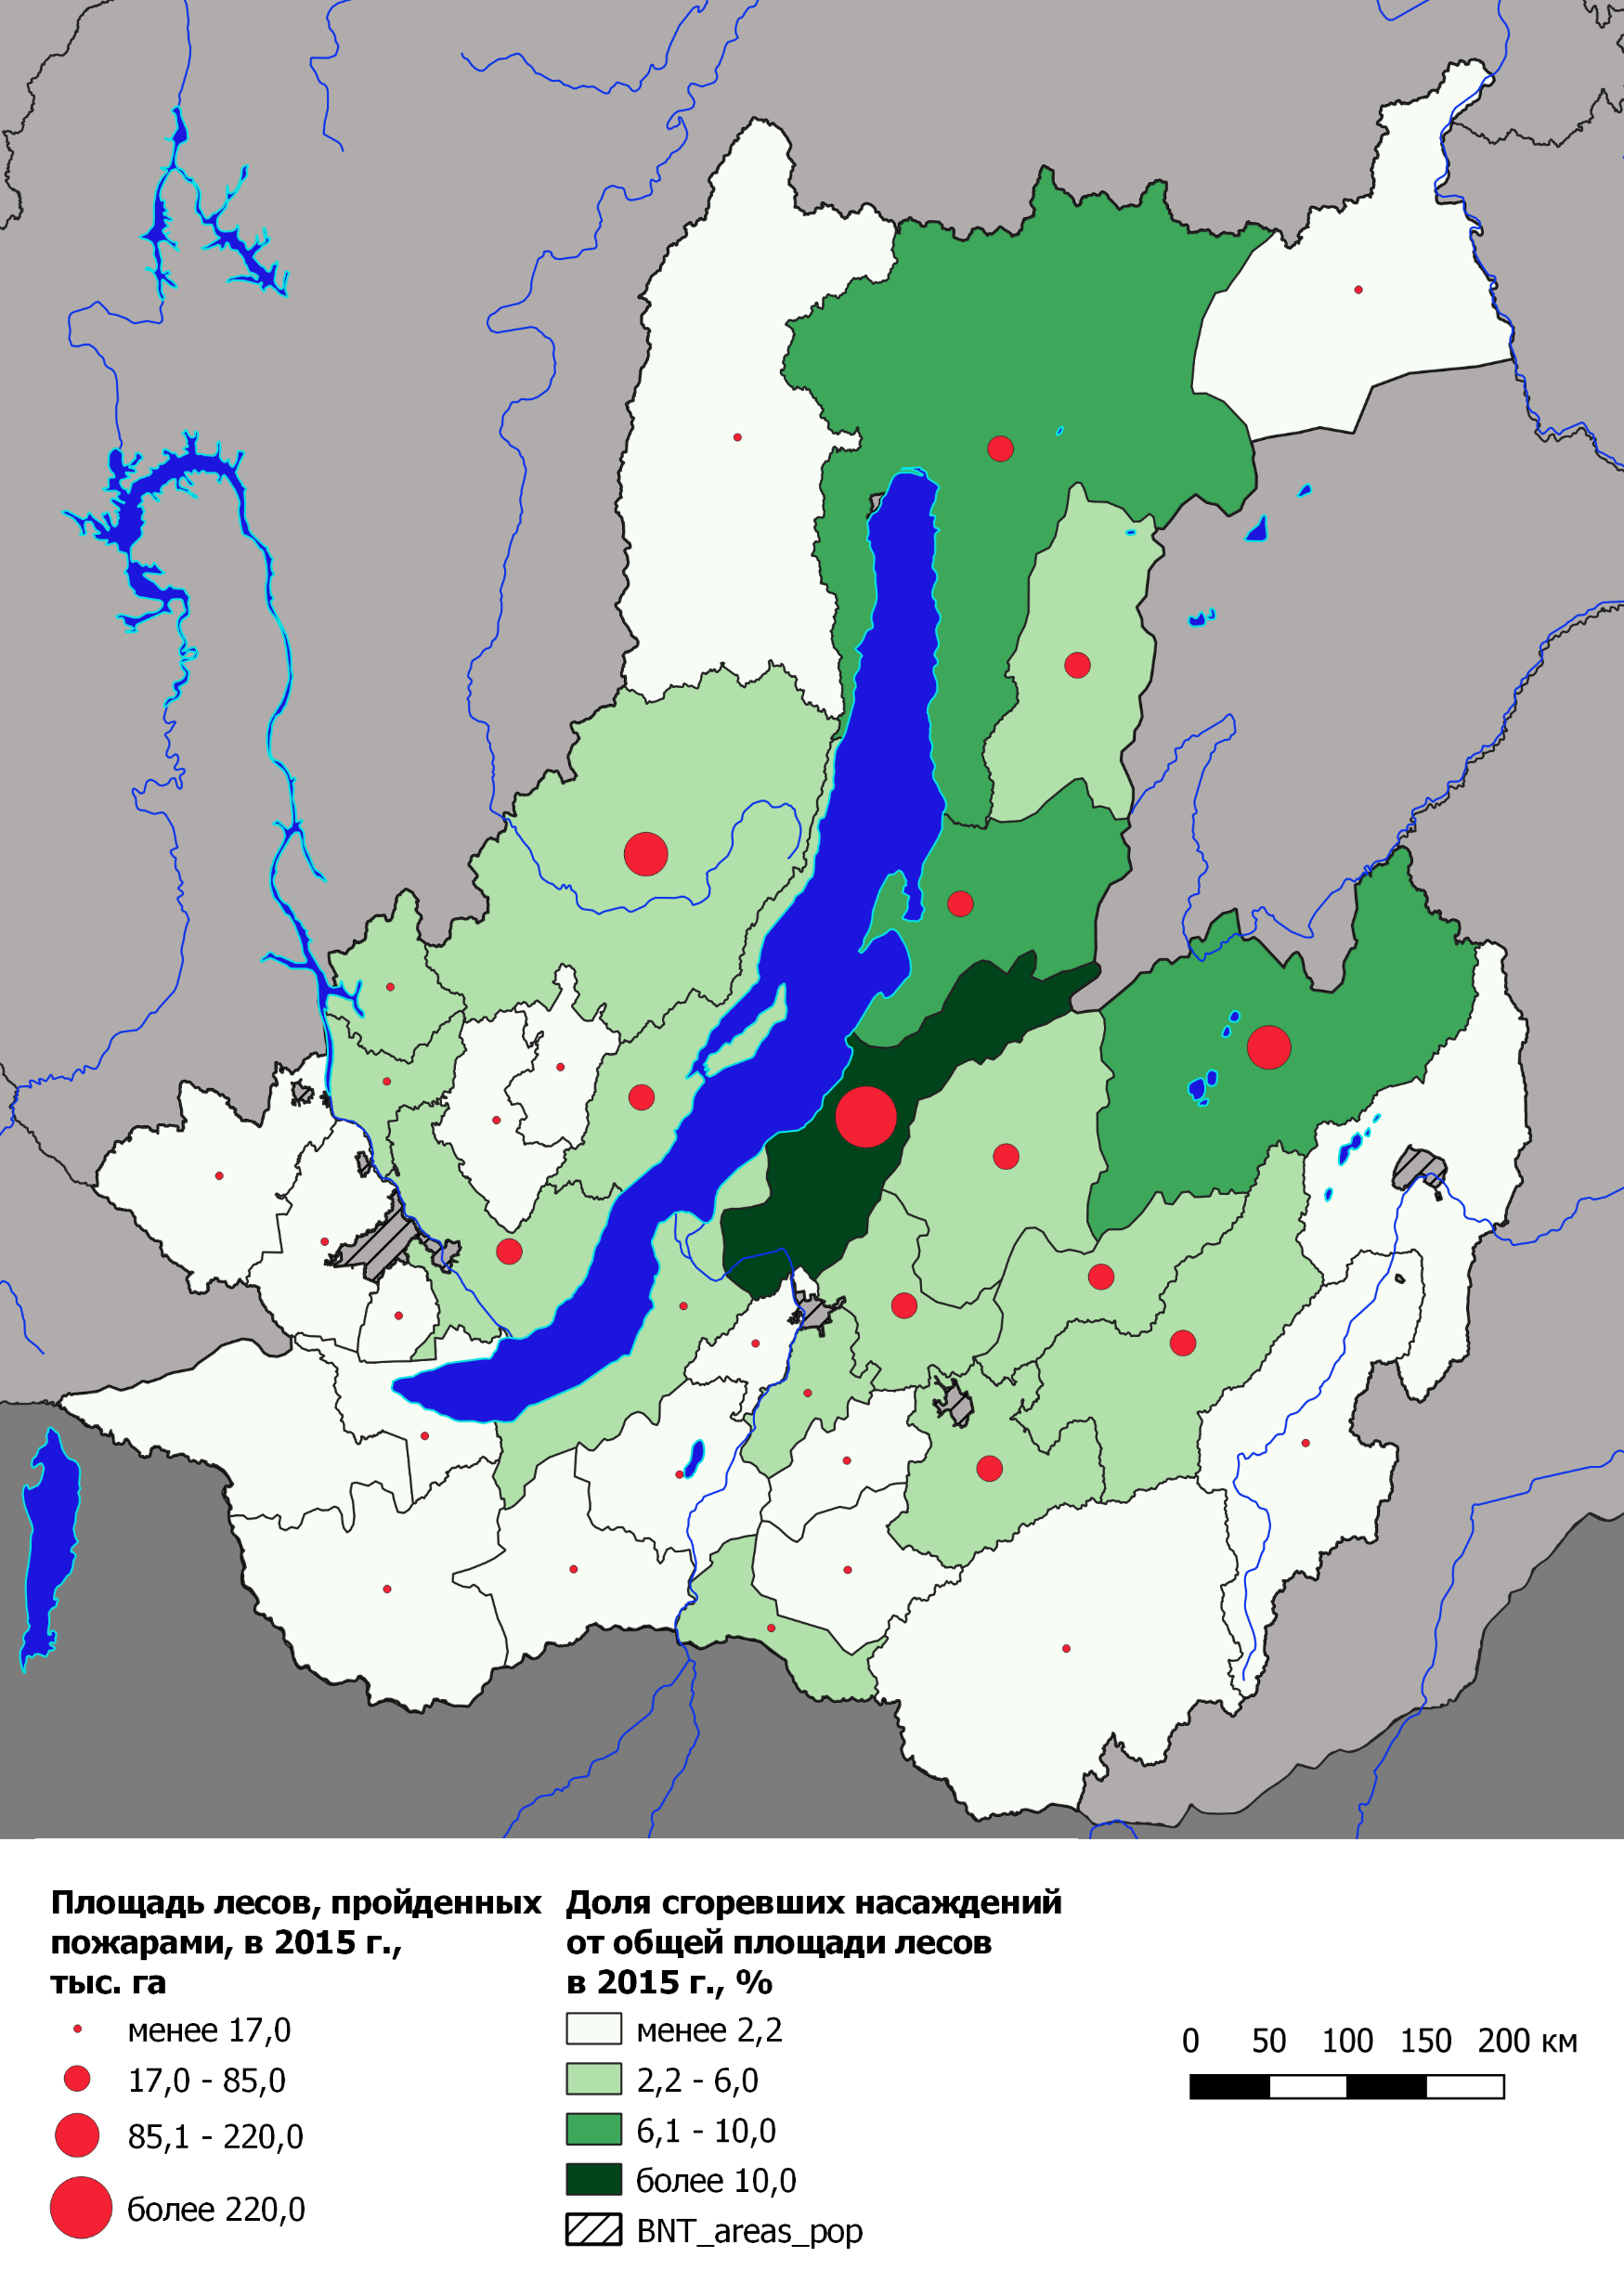 Площадь лесов, пройденных
пожарами, в 2015 г.,
тыс. га
менее 17,0
17,0 - 85,0
85,1 - 220,0
более 220,0
Доля сгоревших насаждений
от общей площади лесов
в 2015 г., %
менее 2,2
2,2 - 6,0
6,1 - 10,0
более 10,0
BNT_areas_pop
0 50 100 150 200 км